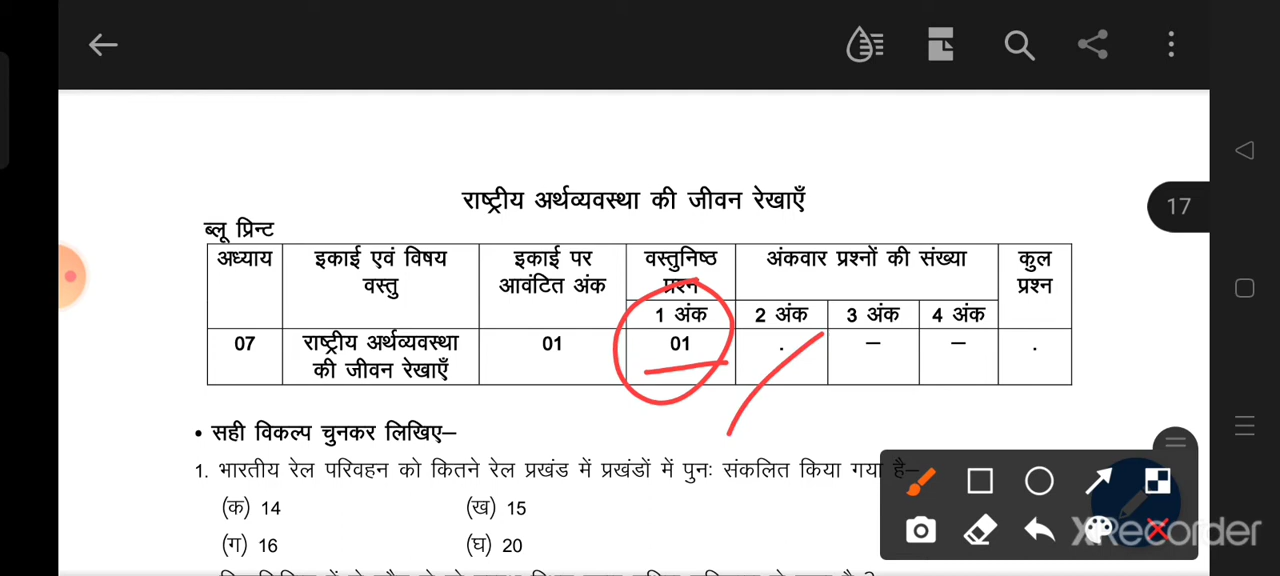 17
राष्ट्रीय अर्थव्यवस्था की जीवन रेखाएँ
ब्लू प्रिन्ट
अध्याय इकाई एवं विषय वस्तु इकाई पर आवंटित अंक वस्तुनिष्ठ प्रश्न अंकवार प्रश्नों की संख्या कुल प्रश्न
1 अंक 2 अंक 3 अंक 4 अंक
07 राष्ट्रीय अर्थव्यवस्था की जीवन रेखाएँ 01 01 . – – .
• सही विकल्प चुनकर लिखिए–
1. भारतीय रेल परिवहन को कितने रेल प्रखंड में प्रखंडों में पुनः संकलित किया गया है–
(क) 14 (ख) 15
(ग) 16 (घ) 20
XRecorder